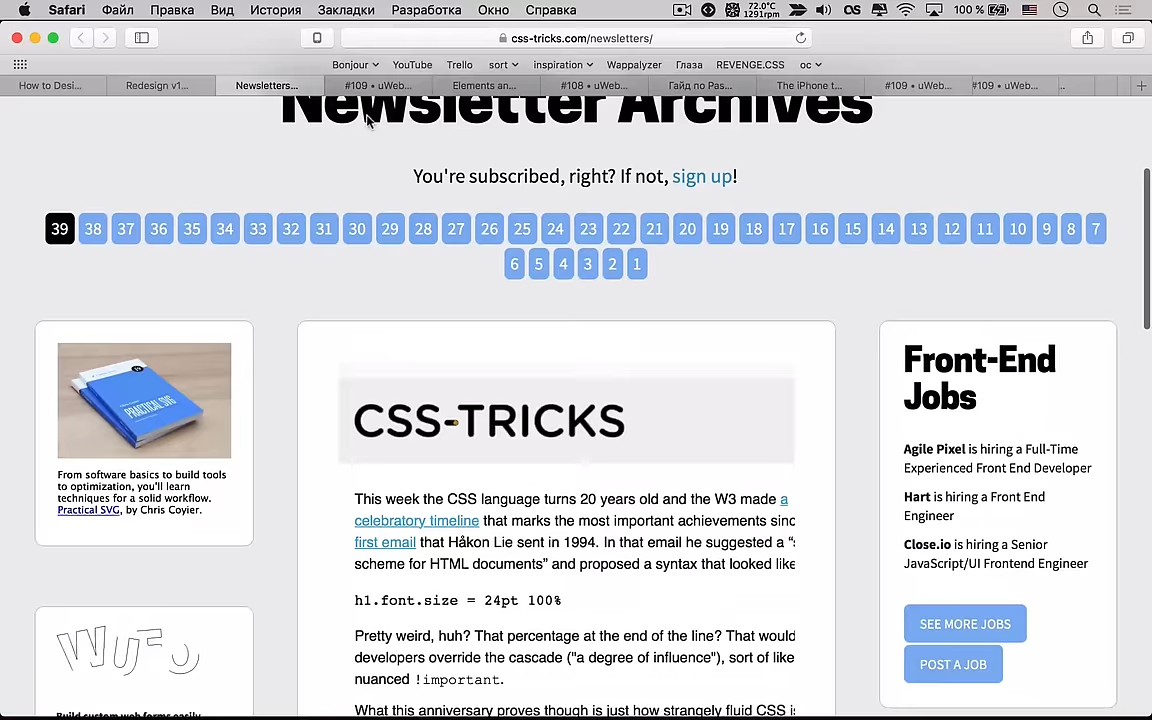 Safari Файл Правка Вид История Закладки Разработка Окно Справка 72.0°C 1291rpm 100 %
css-tricks.com/newsletters/
Bonjour YouTube Trello sort inspiration Wappalyzer Глаза REVENGE.CSS oc
How to Desi... Redesign v1... Newsletters... #109 • uWeb... Elements an... #108 • uWeb... Гайд по Pas... The iPhone t... #109 • uWeb... #109 • uWeb...
Newsletter Archives
You're subscribed, right? If not, sign up!
39 38 37 36 35 34 33 32 31 30 29 28 27 26 25 24 23 22 21 20 19 18 17 16 15 14 13 12 11 10 9 8 7
6 5 4 3 2 1
PRACTICAL SVG
From software basics to build tools
to optimization, you'll learn
techniques for a solid workflow.
Practical SVG, by Chris Coyier.
WUFOO
Build custom web forms easily
CSS-TRICKS
This week the CSS language turns 20 years old and the W3 made a
celebratory timeline that marks the most important achievements sinc
first email that Håkon Lie sent in 1994. In that email he suggested a “s
scheme for HTML documents” and proposed a syntax that looked like
h1.font.size = 24pt 100%
Pretty weird, huh? That percentage at the end of the line? That would
developers override the cascade ("a degree of influence"), sort of like
nuanced !important.
What this anniversary proves though is just how strangely fluid CSS is
Front-End
Jobs
Agile Pixel is hiring a Full-Time
Experienced Front End Developer
Hart is hiring a Front End
Engineer
Close.io is hiring a Senior
JavaScript/UI Frontend Engineer
SEE MORE JOBS
POST A JOB